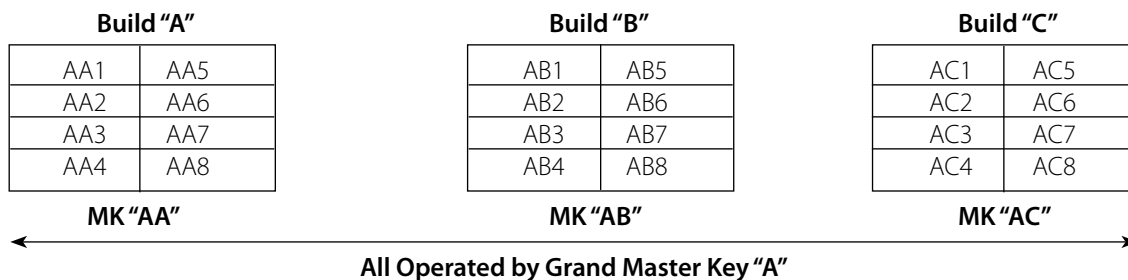 Build “A” Build “B” Build “C”
AA1 AA5 AB1 AB5 AC1 AC5
AA2 AA6 AB2 AB6 AC2 AC6
AA3 AA7 AB3 AB7 AC3 AC7
AA4 AA8 AB4 AB8 AC4 AC8
MK “AA” MK “AB” MK “AC”
All Operated by Grand Master Key “A”